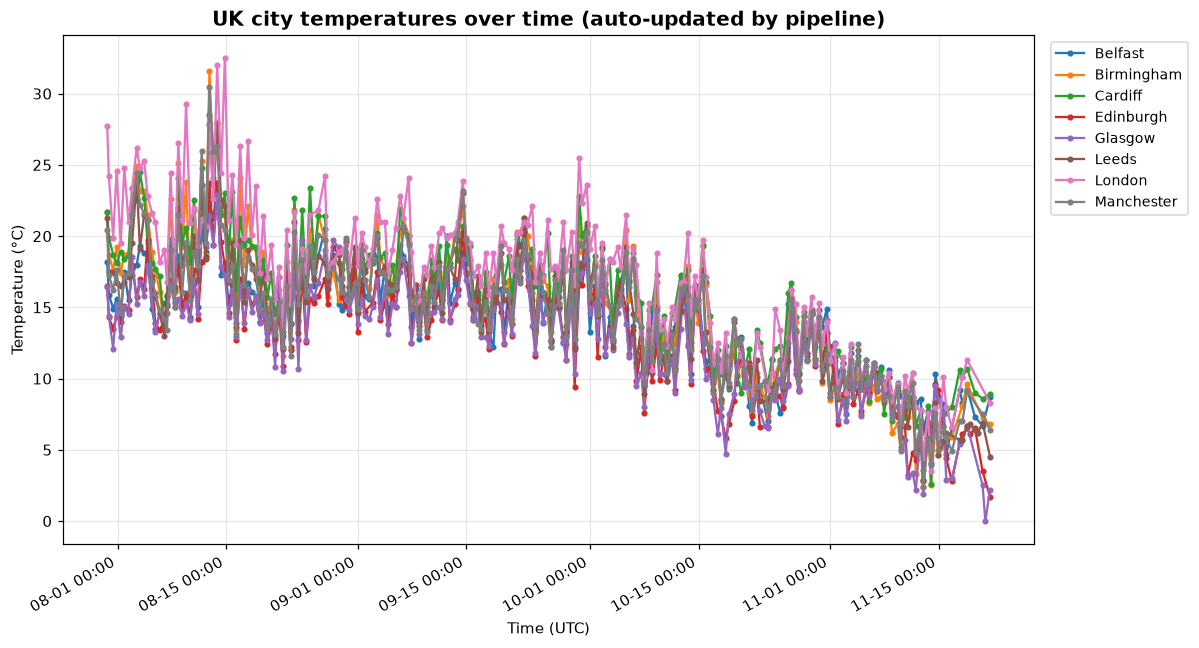 UK city temperatures over time (auto-updated by pipeline)
Temperature (°C)
30
25
20
15
10
5
0
08-01 00:00
08-15 00:00
09-01 00:00
09-15 00:00
10-01 00:00
10-15 00:00
11-01 00:00
11-15 00:00
Time (UTC)
Belfast
Birmingham
Cardiff
Edinburgh
Glasgow
Leeds
London
Manchester